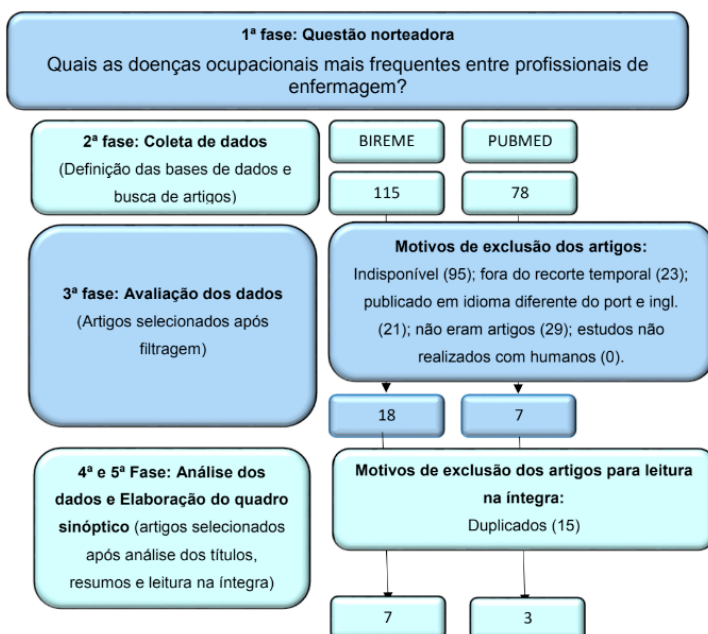 1ª fase: Questão norteadora
Quais as doenças ocupacionais mais frequentes entre profissionais de
enfermagem?
2ª fase: Coleta de dados
(Definição das bases de dados e
busca de artigos)
BIREME
PUBMED
115
78
3ª fase: Avaliação dos dados
(Artigos selecionados após
filtragem)
Motivos de exclusão dos artigos:
Indisponível (95); fora do recorte temporal (23);
publicado em idioma diferente do port e ingl.
(21); não eram artigos (29); estudos não
realizados com humanos (0).
18
7
4ª e 5ª Fase: Análise dos
dados e Elaboração do quadro
sinóptico (artigos selecionados
após análise dos títulos,
resumos e leitura na íntegra)
Motivos de exclusão dos artigos para leitura
na íntegra:
Duplicados (15)
7
3